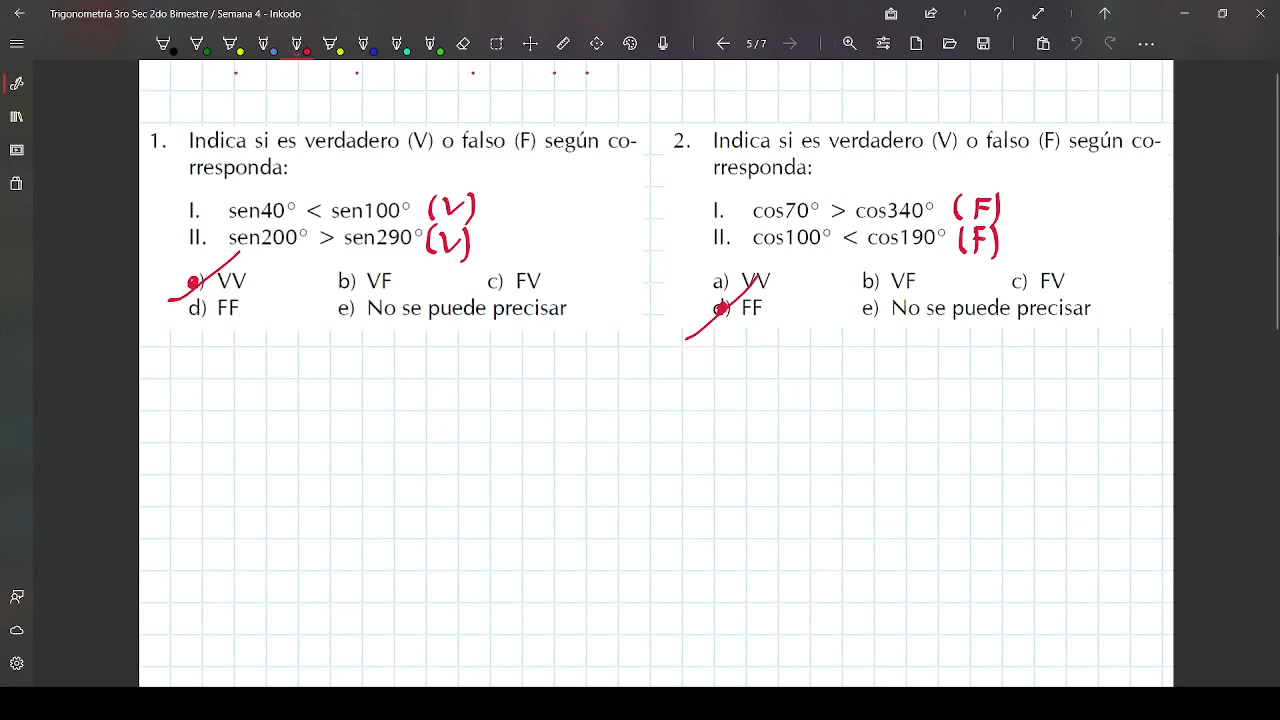 Trigonometría 3ro Sec 2do Bimestre / Semana 4 - Inkodo
5/7
1. Indica si es verdadero (V) o falso (F) según co-
rresponda:
I. sen40° < sen100° (V)
II. sen200° > sen290° (V)
a) VV b) VF c) FV
d) FF e) No se puede precisar
2. Indica si es verdadero (V) o falso (F) según co-
rresponda:
I. cos70° > cos340° (F)
II. cos100° < cos190° (F)
a) VV b) VF c) FV
d) FF e) No se puede precisar